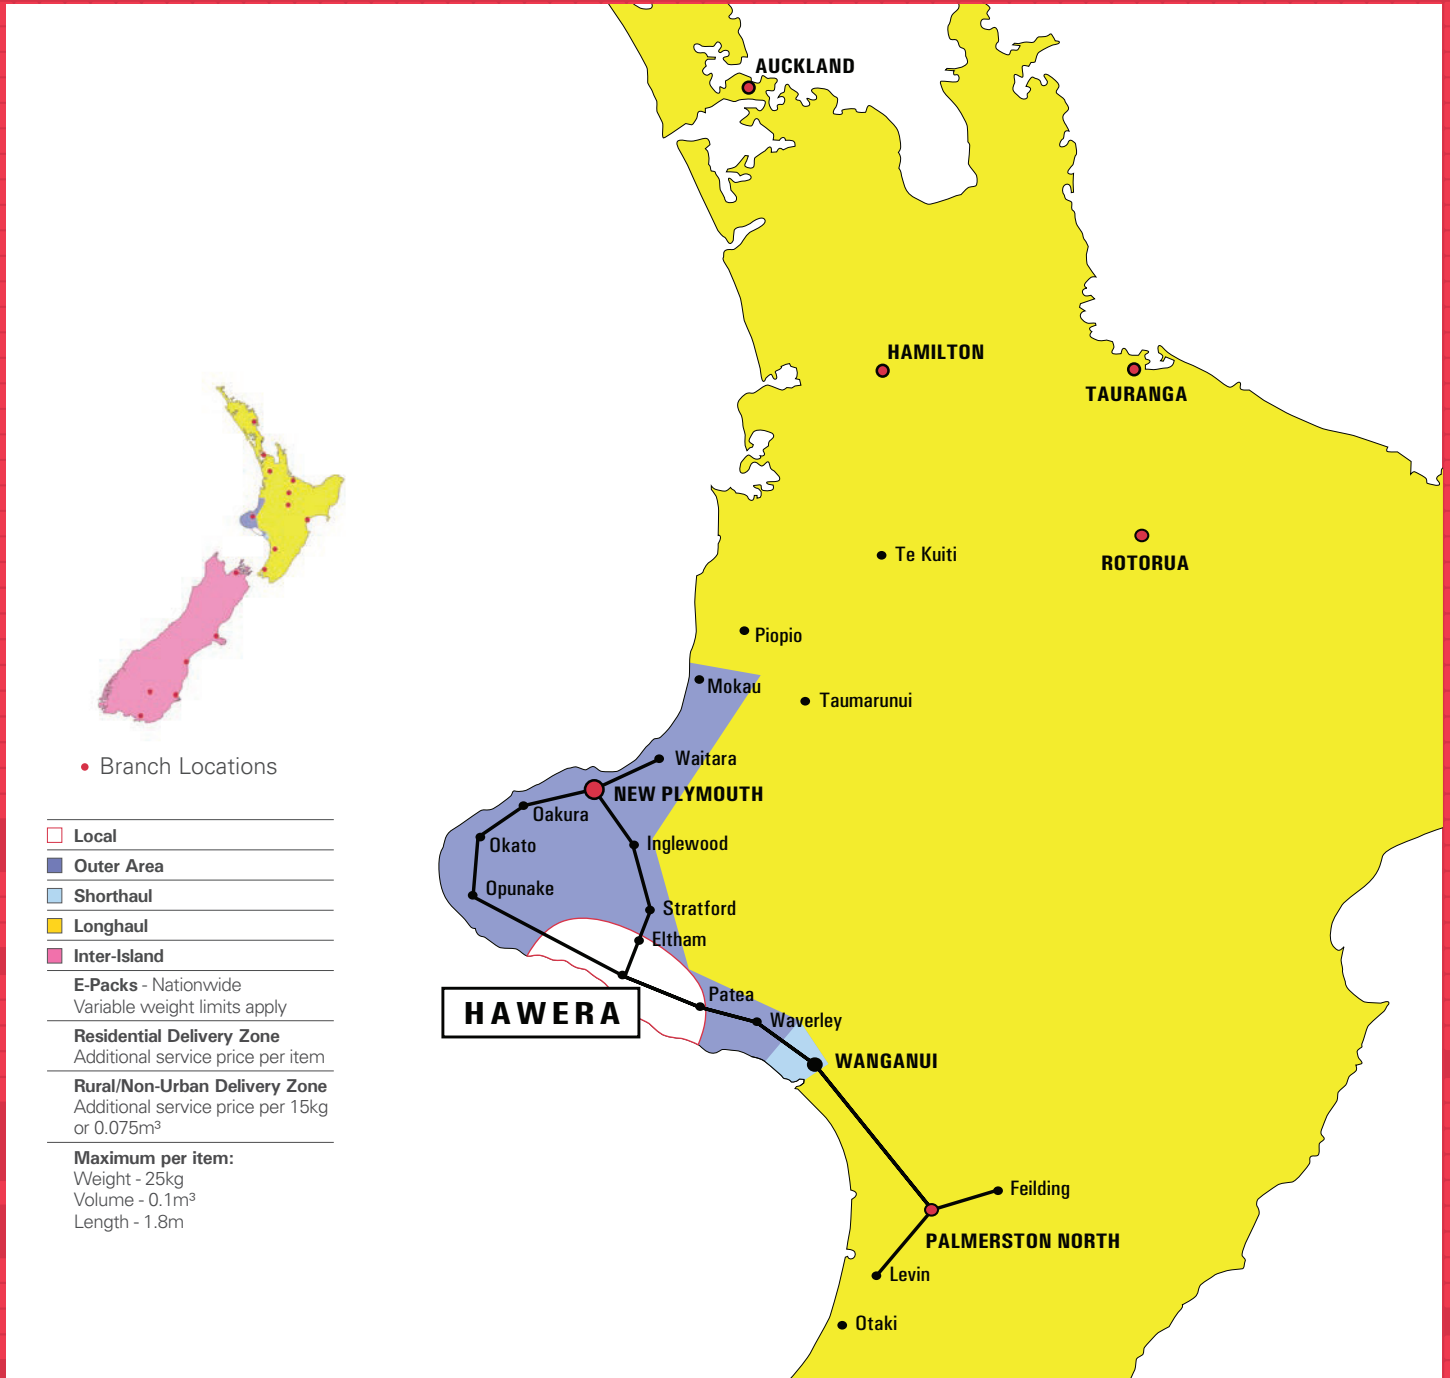 AUCKLAND
HAMILTON
TAURANGA
Te Kuiti
ROTORUA
Piopio
Mokau
Taumarunui
Waitara
NEW PLYMOUTH
Oakura
Okato
Inglewood
Opunake
Stratford
Eltham
HAWERA
Patea
Waverley
WANGANUI
Feilding
PALMERSTON NORTH
Levin
Otaki
Branch Locations
Local
Outer Area
Shorthaul
Longhaul
Inter-Island
E-Packs - Nationwide
Variable weight limits apply
Residential Delivery Zone
Additional service price per item
Rural/Non-Urban Delivery Zone
Additional service price per 15kg
or 0.075m³
Maximum per item:
Weight - 25kg
Volume - 0.1m³
Length - 1.8m